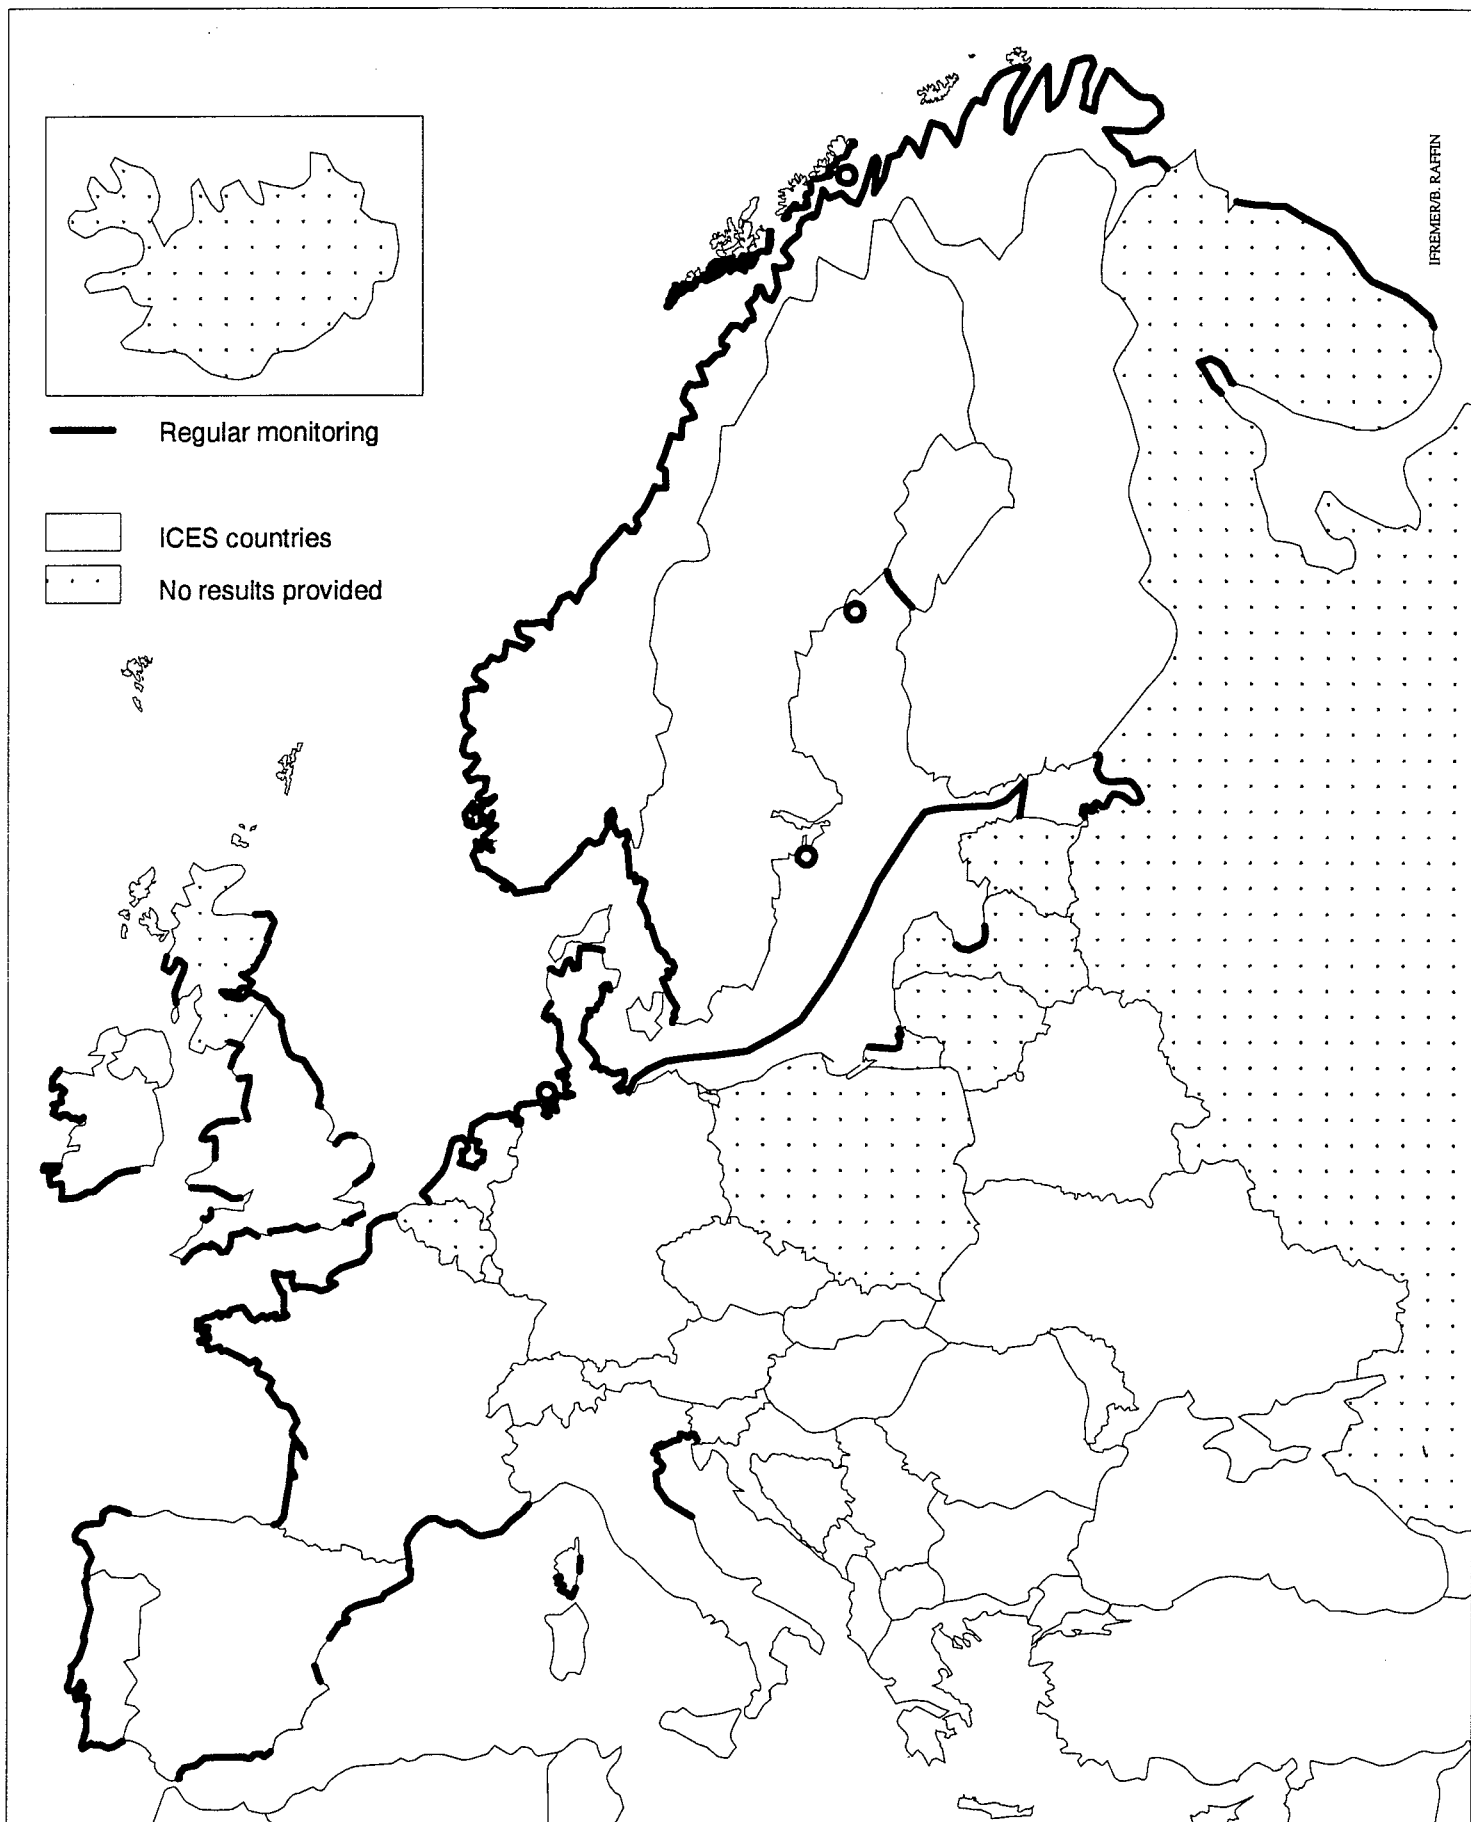 Regular monitoring
ICES countries
No results provided
IFREMER/B. RAFFIN